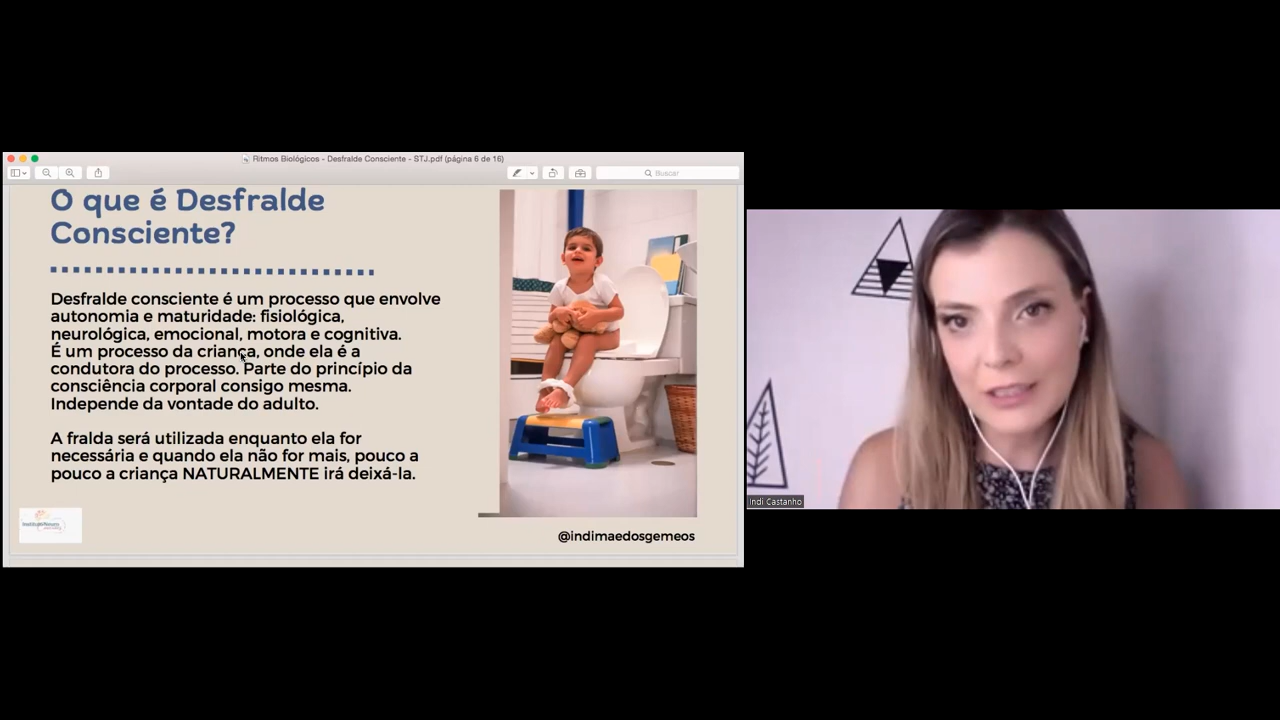 Ritmos Biológicos - Desfralde Consciente - STJ.pdf (página 6 de 16)
Buscar
O que é Desfralde
Consciente?
Desfralde consciente é um processo que envolve
autonomia e maturidade: fisiológica,
neurológica, emocional, motora e cognitiva.
É um processo da criança, onde ela é a
condutora do processo. Parte do princípio da
consciência corporal consigo mesma.
Independe da vontade do adulto.
A fralda será utilizada enquanto ela for
necessária e quando ela não for mais, pouco a
pouco a criança NATURALMENTE irá deixá-la.
@indimaedosgemeos
Indi Castanho